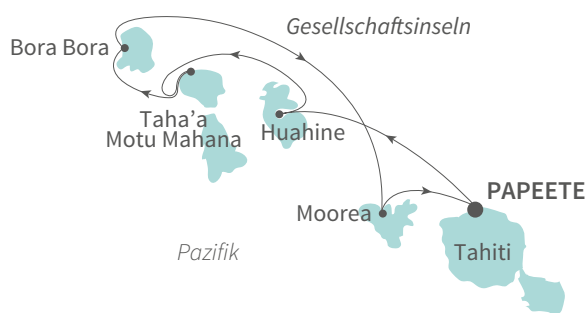 Gesellschaftsinseln
Bora Bora
Taha’a
Motu Mahana
Huahine
PAPEETE
Moorea
Tahiti
Pazifik